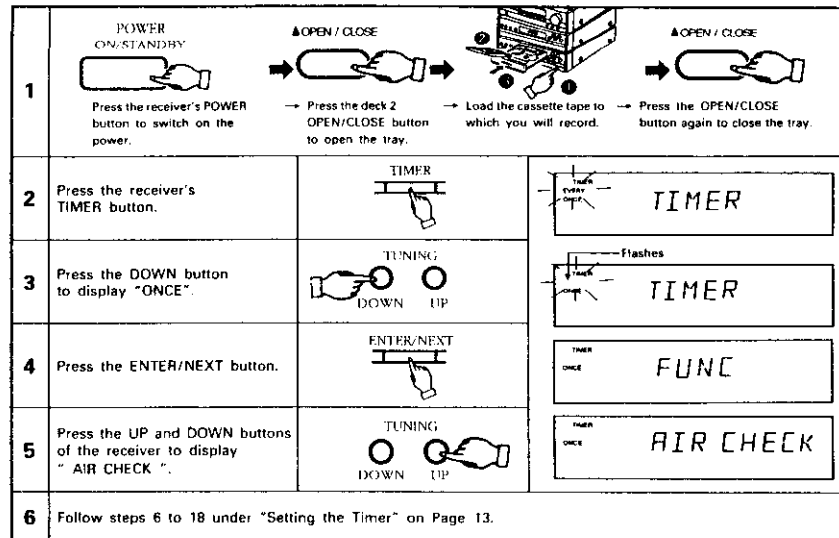 1
POWER
ON/STANDBY
▲OPEN / CLOSE
▲OPEN / CLOSE
❷
❸
❶
Press the receiver's POWER
button to switch on the
power.
→ Press the deck 2
OPEN/CLOSE button
to open the tray.
→ Load the cassette tape to
which you will record.
→ Press the OPEN/CLOSE
button again to close the tray.
2
Press the receiver's
TIMER button.
TIMER
TIMER
EVERY
ONCE
TIMER
3
Press the DOWN button
to display "ONCE".
TUNING
DOWN UP
Flashes
TIMER
ONCE
TIMER
4
Press the ENTER/NEXT button.
ENTER/NEXT
TIMER
ONCE
FUNC
5
Press the UP and DOWN buttons
of the receiver to display
" AIR CHECK ".
TUNING
DOWN UP
TIMER
ONCE
AIR CHECK
6
Follow steps 6 to 18 under "Setting the Timer" on Page 13.